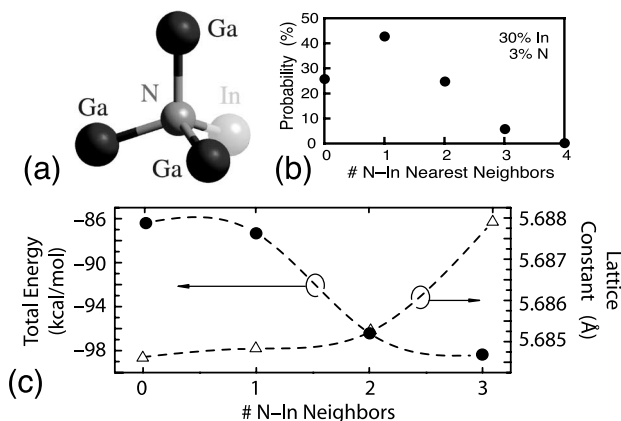 (a)
Ga
Ga
N
In
Ga
(b)
Probability (%)
50
40
30
20
10
0
30% In
3% N
0 1 2 3 4
# N–In Nearest Neighbors
(c)
Total Energy
(kcal/mol)
–86
–90
–94
–98
5.688
5.687
5.686
5.685
Lattice
Constant (Å)
0 1 2 3
# N–In Neighbors